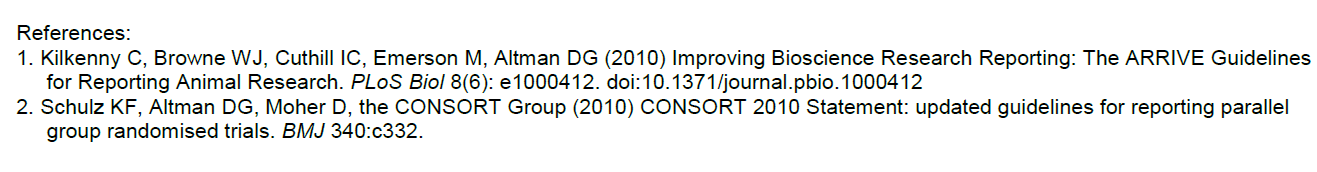 References:
1. Kilkenny C, Browne WJ, Cuthill IC, Emerson M, Altman DG (2010) Improving Bioscience Research Reporting: The ARRIVE Guidelines
for Reporting Animal Research. PLoS Biol 8(6): e1000412. doi:10.1371/journal.pbio.1000412
2. Schulz KF, Altman DG, Moher D, the CONSORT Group (2010) CONSORT 2010 Statement: updated guidelines for reporting parallel
group randomised trials. BMJ 340:c332.